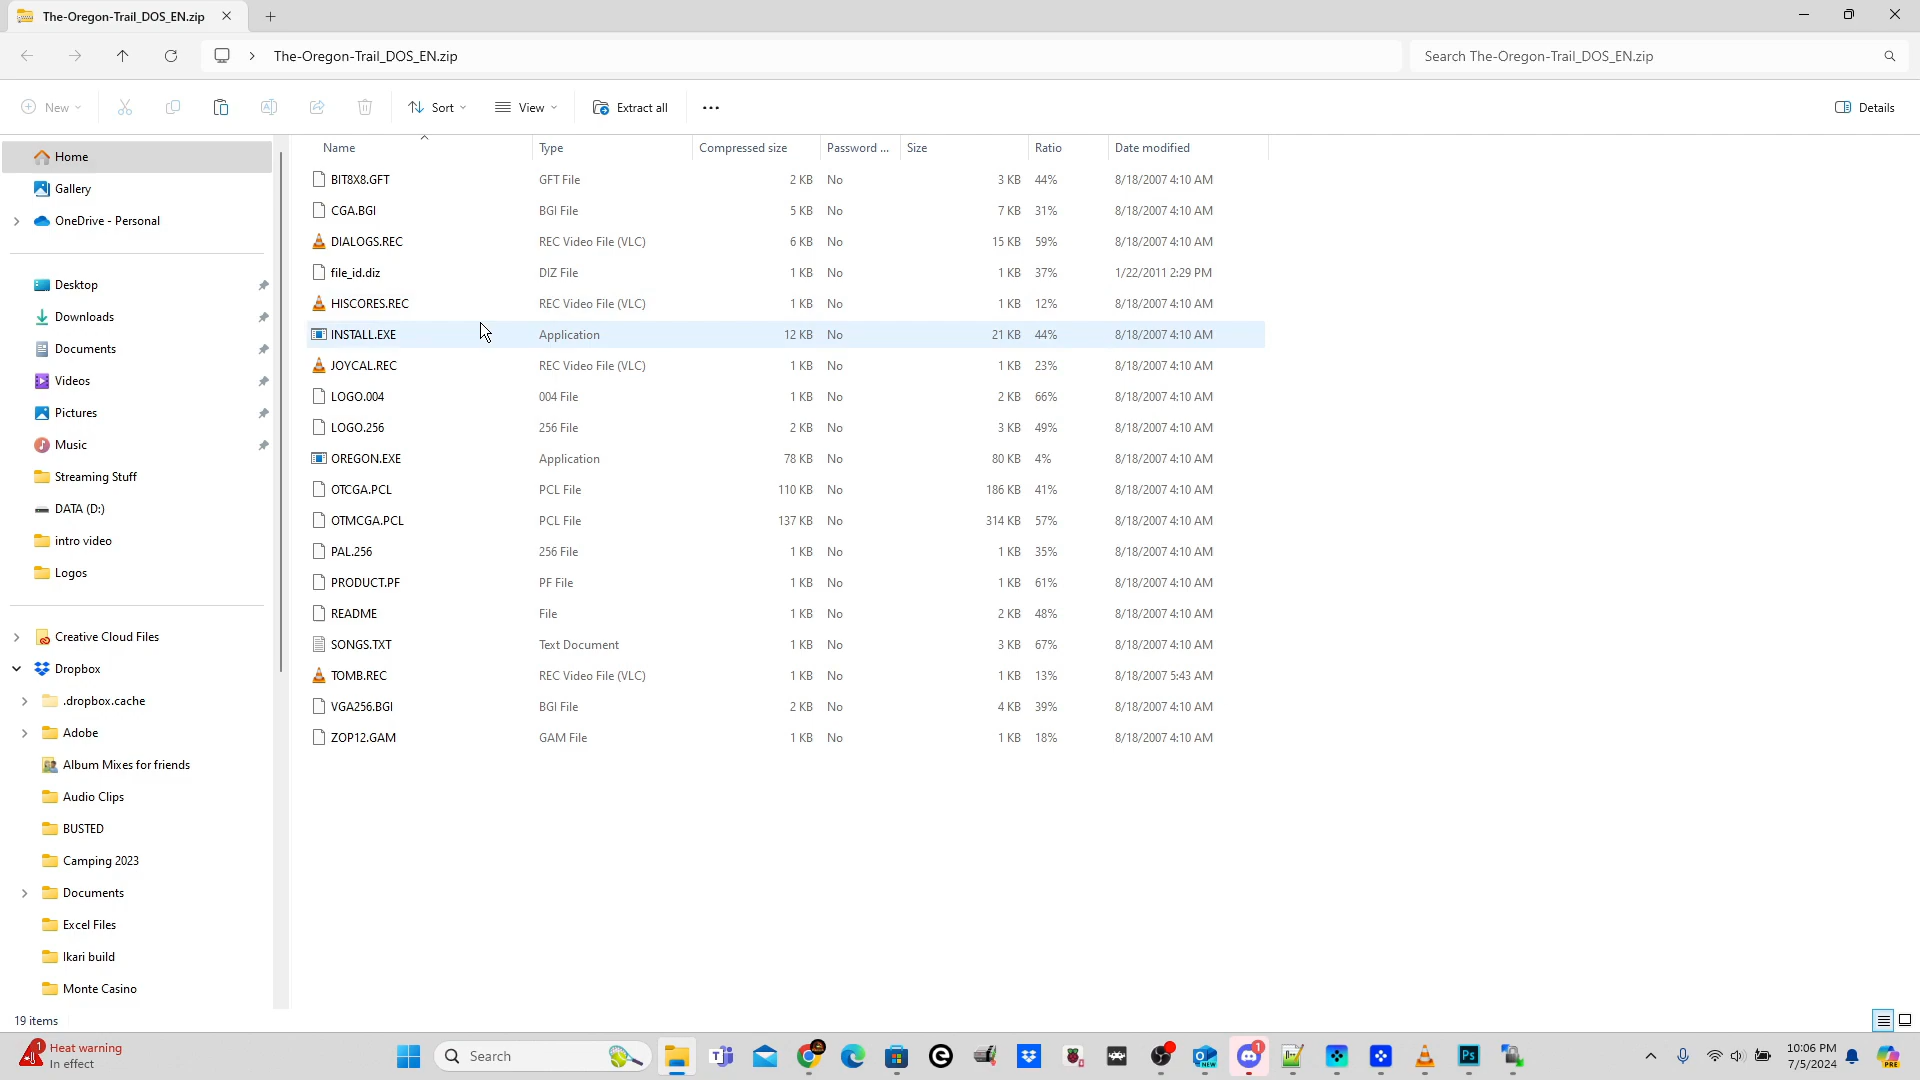 The-Oregon-Trail_DOS_EN.zip
The-Oregon-Trail_DOS_EN.zip
Search The-Oregon-Trail_DOS_EN.zip
New
Sort
View
Extract all
Details
Home
Gallery
OneDrive - Personal
Desktop
Downloads
Documents
Videos
Pictures
Music
Streaming Stuff
DATA (D:)
intro video
Logos
Creative Cloud Files
Dropbox
.dropbox.cache
Adobe
Album Mixes for friends
Audio Clips
BUSTED
Camping 2023
Documents
Excel Files
Ikari build
Monte Casino
Name Type Compressed size Password ... Size Ratio Date modified
BIT8X8.GFT GFT File 2 KB No 3 KB 44% 8/18/2007 4:10 AM
CGA.BGI BGI File 5 KB No 7 KB 31% 8/18/2007 4:10 AM
DIALOGS.REC REC Video File (VLC) 6 KB No 15 KB 59% 8/18/2007 4:10 AM
file_id.diz DIZ File 1 KB No 1 KB 37% 1/22/2011 2:29 PM
HISCORES.REC REC Video File (VLC) 1 KB No 1 KB 12% 8/18/2007 4:10 AM
INSTALL.EXE Application 12 KB No 21 KB 44% 8/18/2007 4:10 AM
JOYCAL.REC REC Video File (VLC) 1 KB No 1 KB 23% 8/18/2007 4:10 AM
LOGO.004 004 File 1 KB No 2 KB 66% 8/18/2007 4:10 AM
LOGO.256 256 File 2 KB No 3 KB 49% 8/18/2007 4:10 AM
OREGON.EXE Application 78 KB No 80 KB 4% 8/18/2007 4:10 AM
OTCGA.PCL PCL File 110 KB No 186 KB 41% 8/18/2007 4:10 AM
OTMCGA.PCL PCL File 137 KB No 314 KB 57% 8/18/2007 4:10 AM
PAL.256 256 File 1 KB No 1 KB 35% 8/18/2007 4:10 AM
PRODUCT.PF PF File 1 KB No 1 KB 61% 8/18/2007 4:10 AM
README File 1 KB No 2 KB 48% 8/18/2007 4:10 AM
SONGS.TXT Text Document 1 KB No 3 KB 67% 8/18/2007 4:10 AM
TOMB.REC REC Video File (VLC) 1 KB No 1 KB 13% 8/18/2007 5:43 AM
VGA256.BGI BGI File 2 KB No 4 KB 39% 8/18/2007 4:10 AM
ZOP12.GAM GAM File 1 KB No 1 KB 18% 8/18/2007 4:10 AM
19 items
1
Heat warning
In effect
Search
NEW
1
Ps
10:06 PM
7/5/2024
PRE